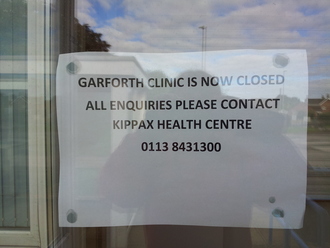 GARFORTH CLINIC IS NOW CLOSED
ALL ENQUIRIES PLEASE CONTACT
KIPPAX HEALTH CENTRE
0113 8431300